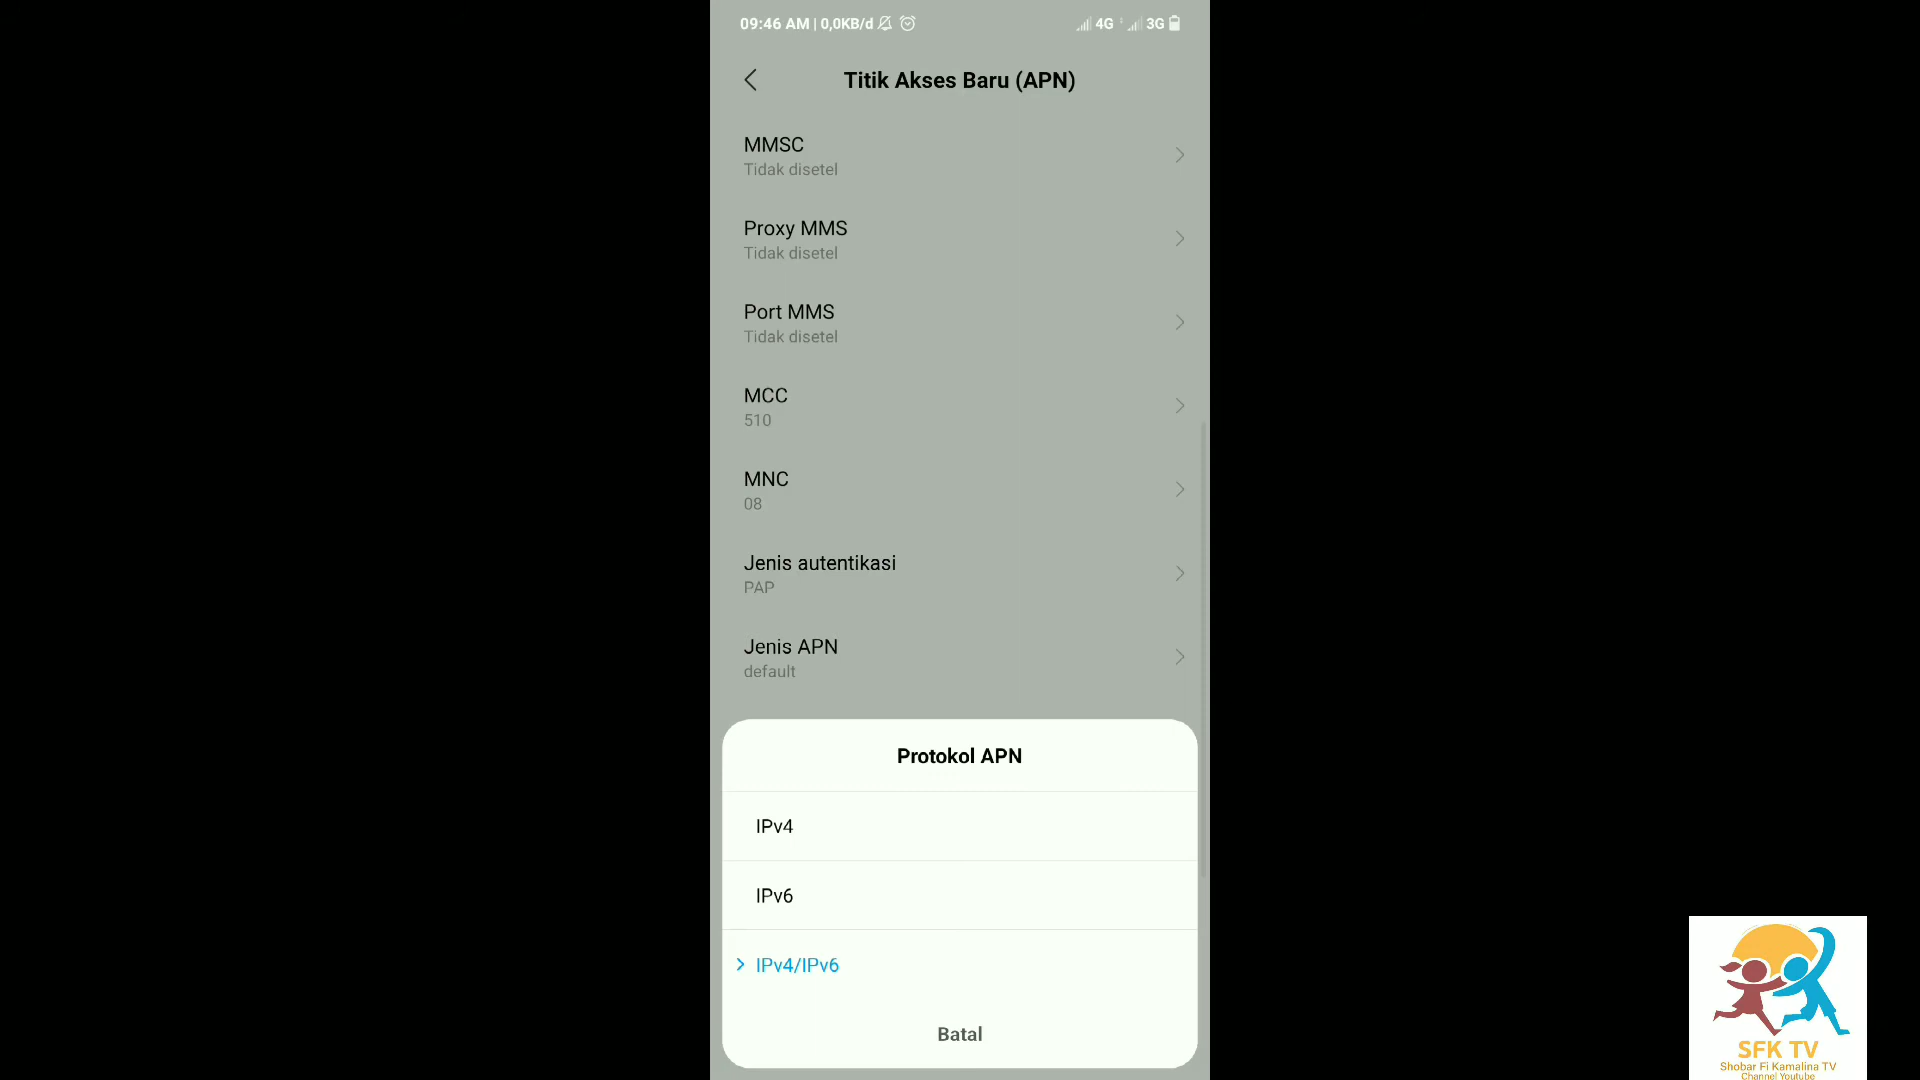 09:46 AM | 0,0KB/d
4G
3G
Titik Akses Baru (APN)
MMSC
Tidak disetel
Proxy MMS
Tidak disetel
Port MMS
Tidak disetel
MCC
510
MNC
08
Jenis autentikasi
PAP
Jenis APN
default
Protokol APN
IPv4
IPv6
IPv4/IPv6
Batal
SFK TV
Shobar Fi Kamalina TV
Channel Youtube